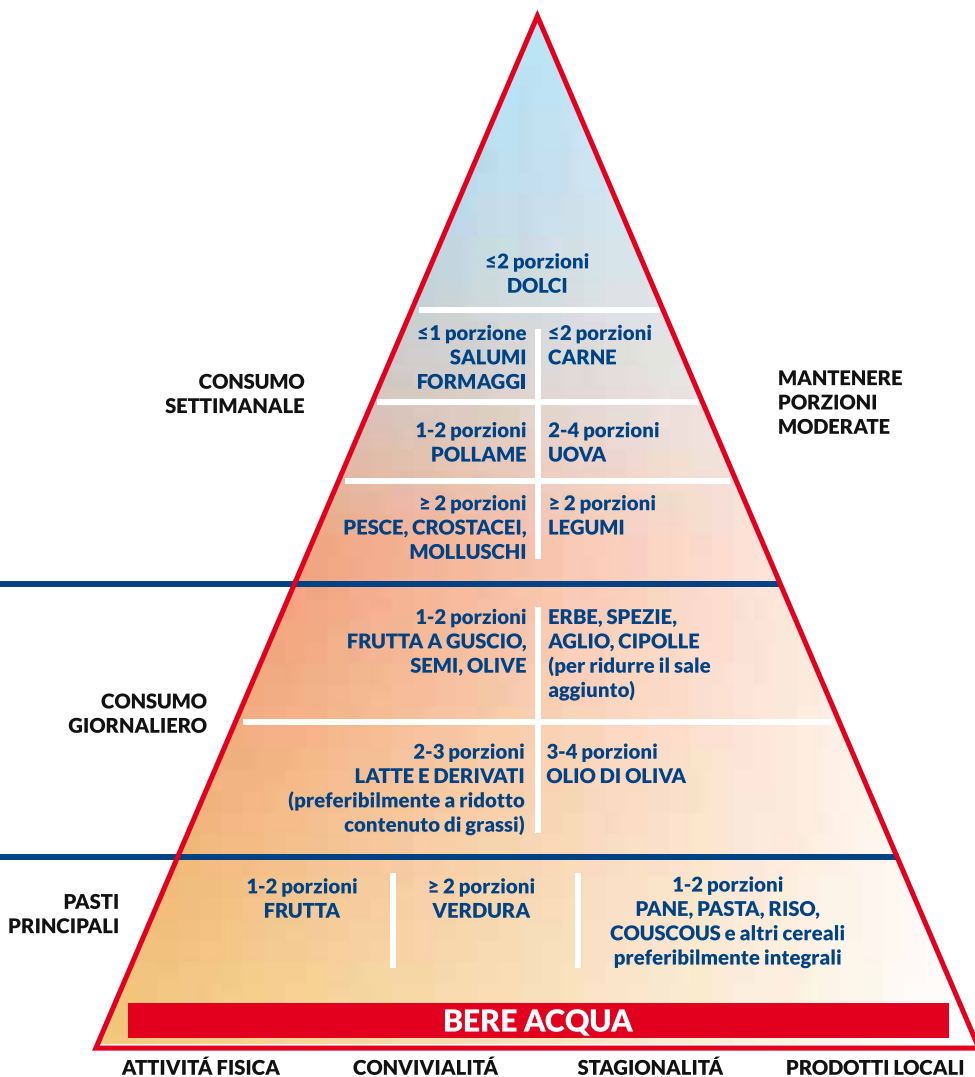 ≤2 porzioni
DOLCI
≤1 porzione
SALUMI
FORMAGGI
≤2 porzioni
CARNE
CONSUMO
SETTIMANALE
MANTENERE
PORZIONI
MODERATE
1-2 porzioni
POLLAME
2-4 porzioni
UOVA
≥ 2 porzioni
PESCE, CROSTACEI,
MOLLUSCHI
≥ 2 porzioni
LEGUMI
1-2 porzioni
FRUTTA A GUSCIO,
SEMI, OLIVE
ERBE, SPEZIE,
AGLIO, CIPOLLE
(per ridurre il sale
aggiunto)
CONSUMO
GIORNALIERO
2-3 porzioni
LATTE E DERIVATI
(preferibilmente a ridotto
contenuto di grassi)
3-4 porzioni
OLIO DI OLIVA
PASTI
PRINCIPALI
1-2 porzioni
FRUTTA
≥ 2 porzioni
VERDURA
1-2 porzioni
PANE, PASTA, RISO,
COUSCOUS e altri cereali
preferibilmente integrali
BERE ACQUA
ATTIVITÁ FISICA
CONVIVIALITÁ
STAGIONALITÁ
PRODOTTI LOCALI